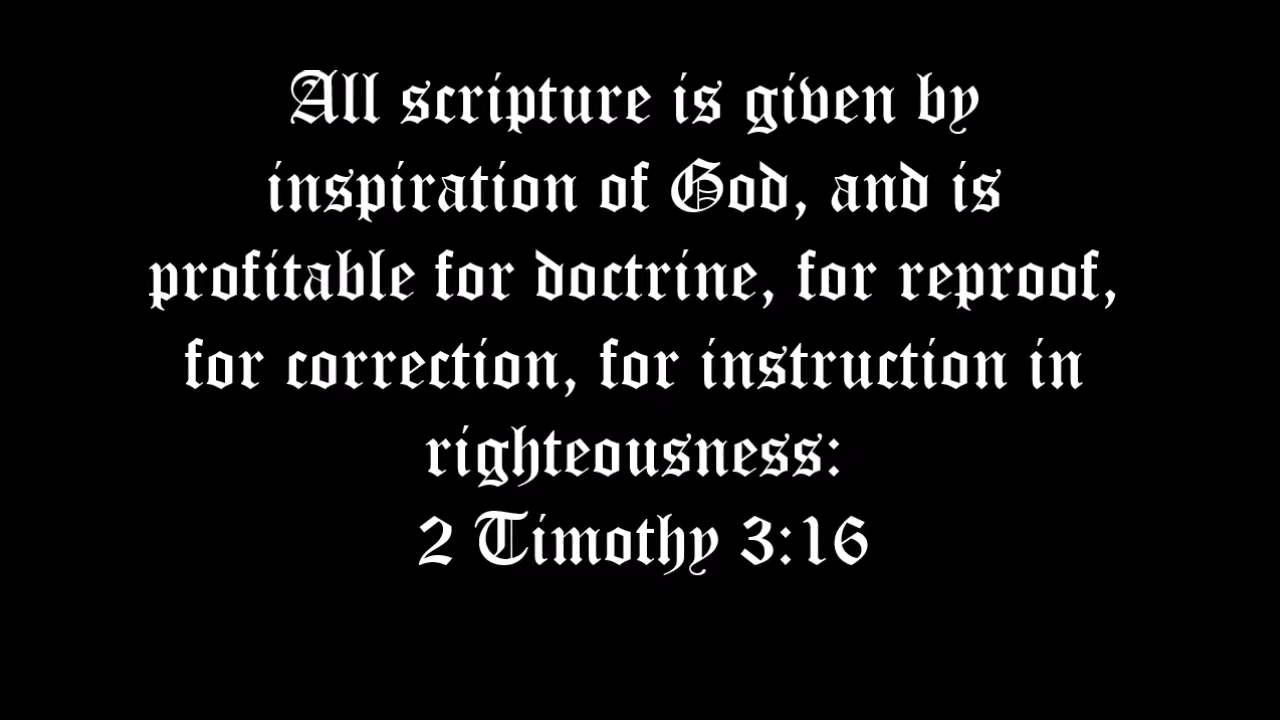 All scripture is given by
inspiration of God, and is
profitable for doctrine, for reproof,
for correction, for instruction in
righteousness:
2 Timothy 3:16